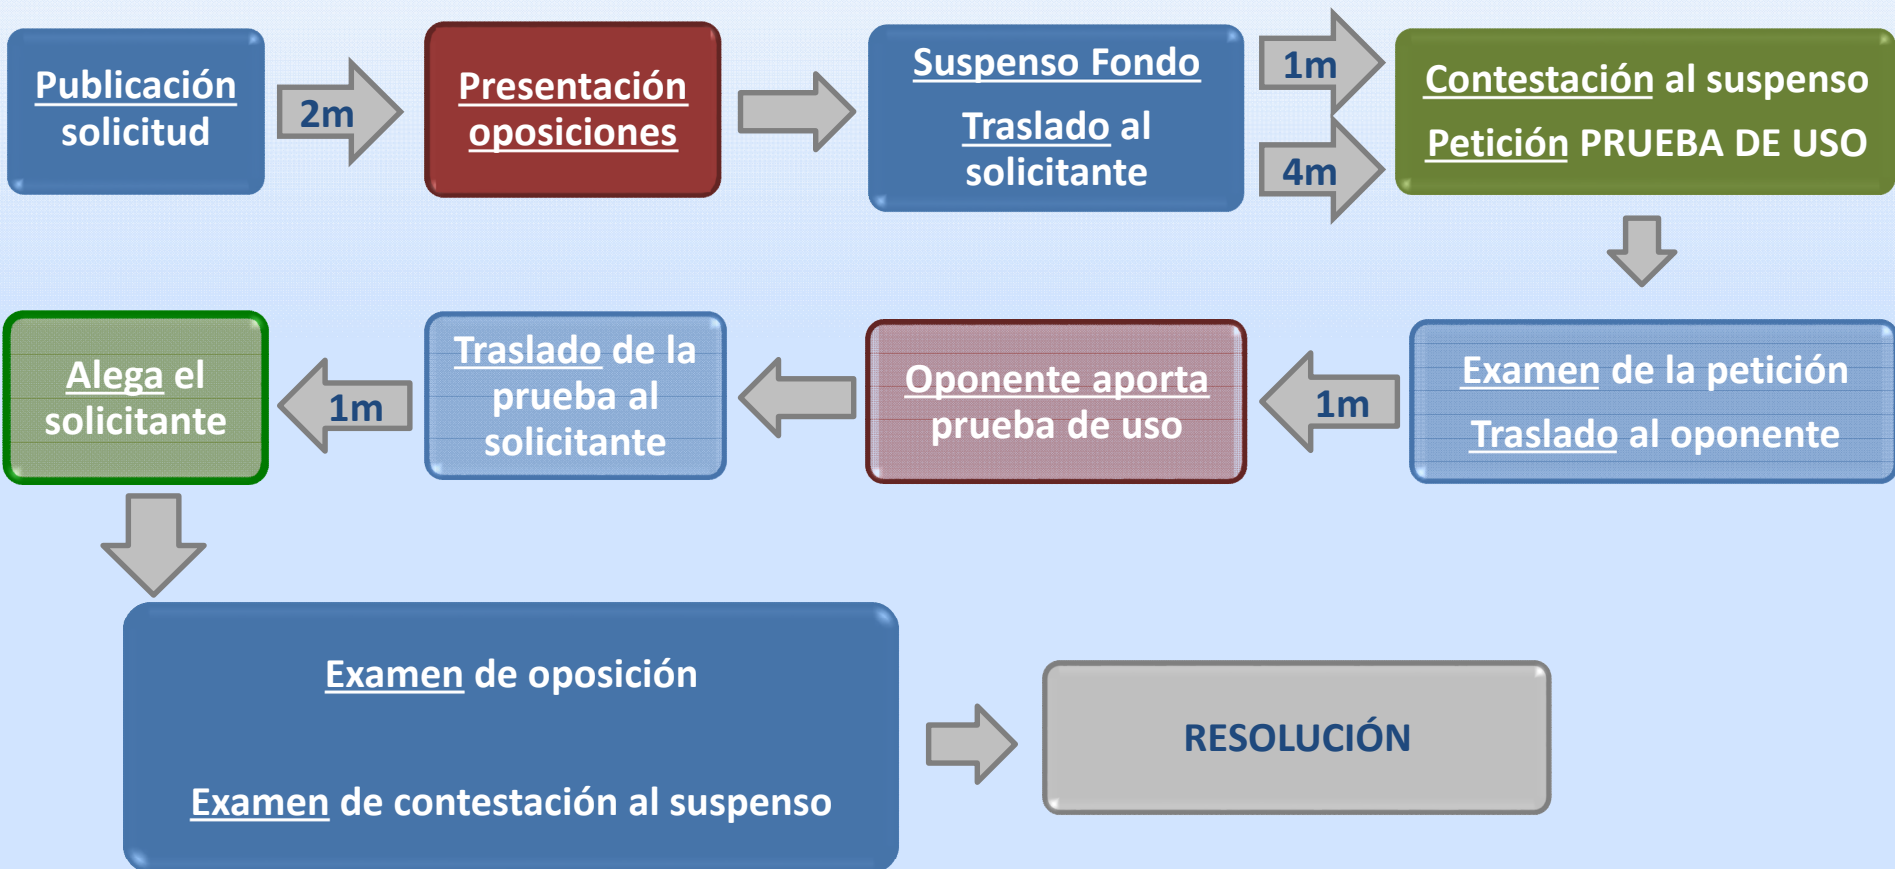 Publicación
solicitud
2m
Presentación
oposiciones
Suspenso Fondo
Traslado al
solicitante
1m
4m
Contestación al suspenso
Petición PRUEBA DE USO
Examen de la petición
Traslado al oponente
1m
Oponente aporta
prueba de uso
Traslado de la
prueba al
solicitante
1m
Alega el
solicitante
Examen de oposición
Examen de contestación al suspenso
RESOLUCIÓN